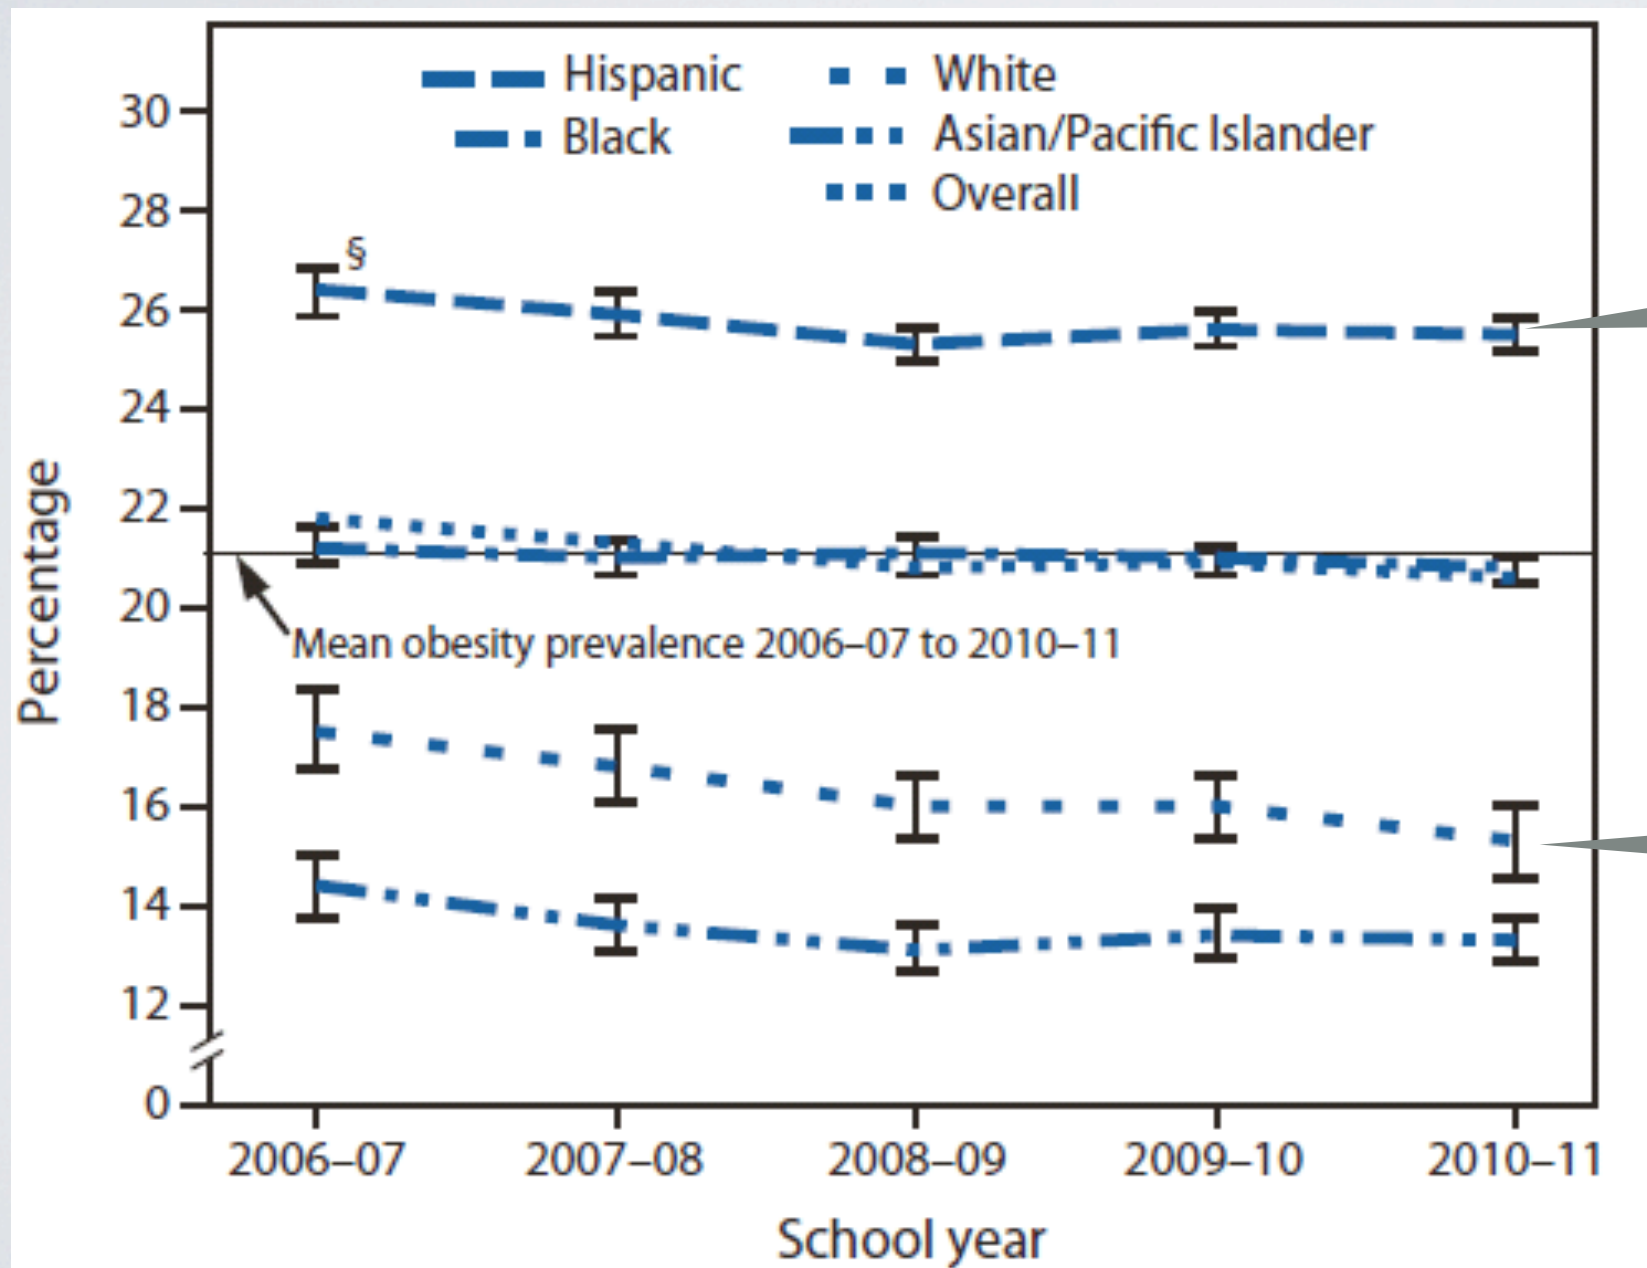 Hispanic
White
Black
Asian/Pacific Islander
Overall
30
28
26
24
22
20
18
16
14
12
0
§
Percentage
Mean obesity prevalence 2006–07 to 2010–11
2006–07
2007–08
2008–09
2009–10
2010–11
School year